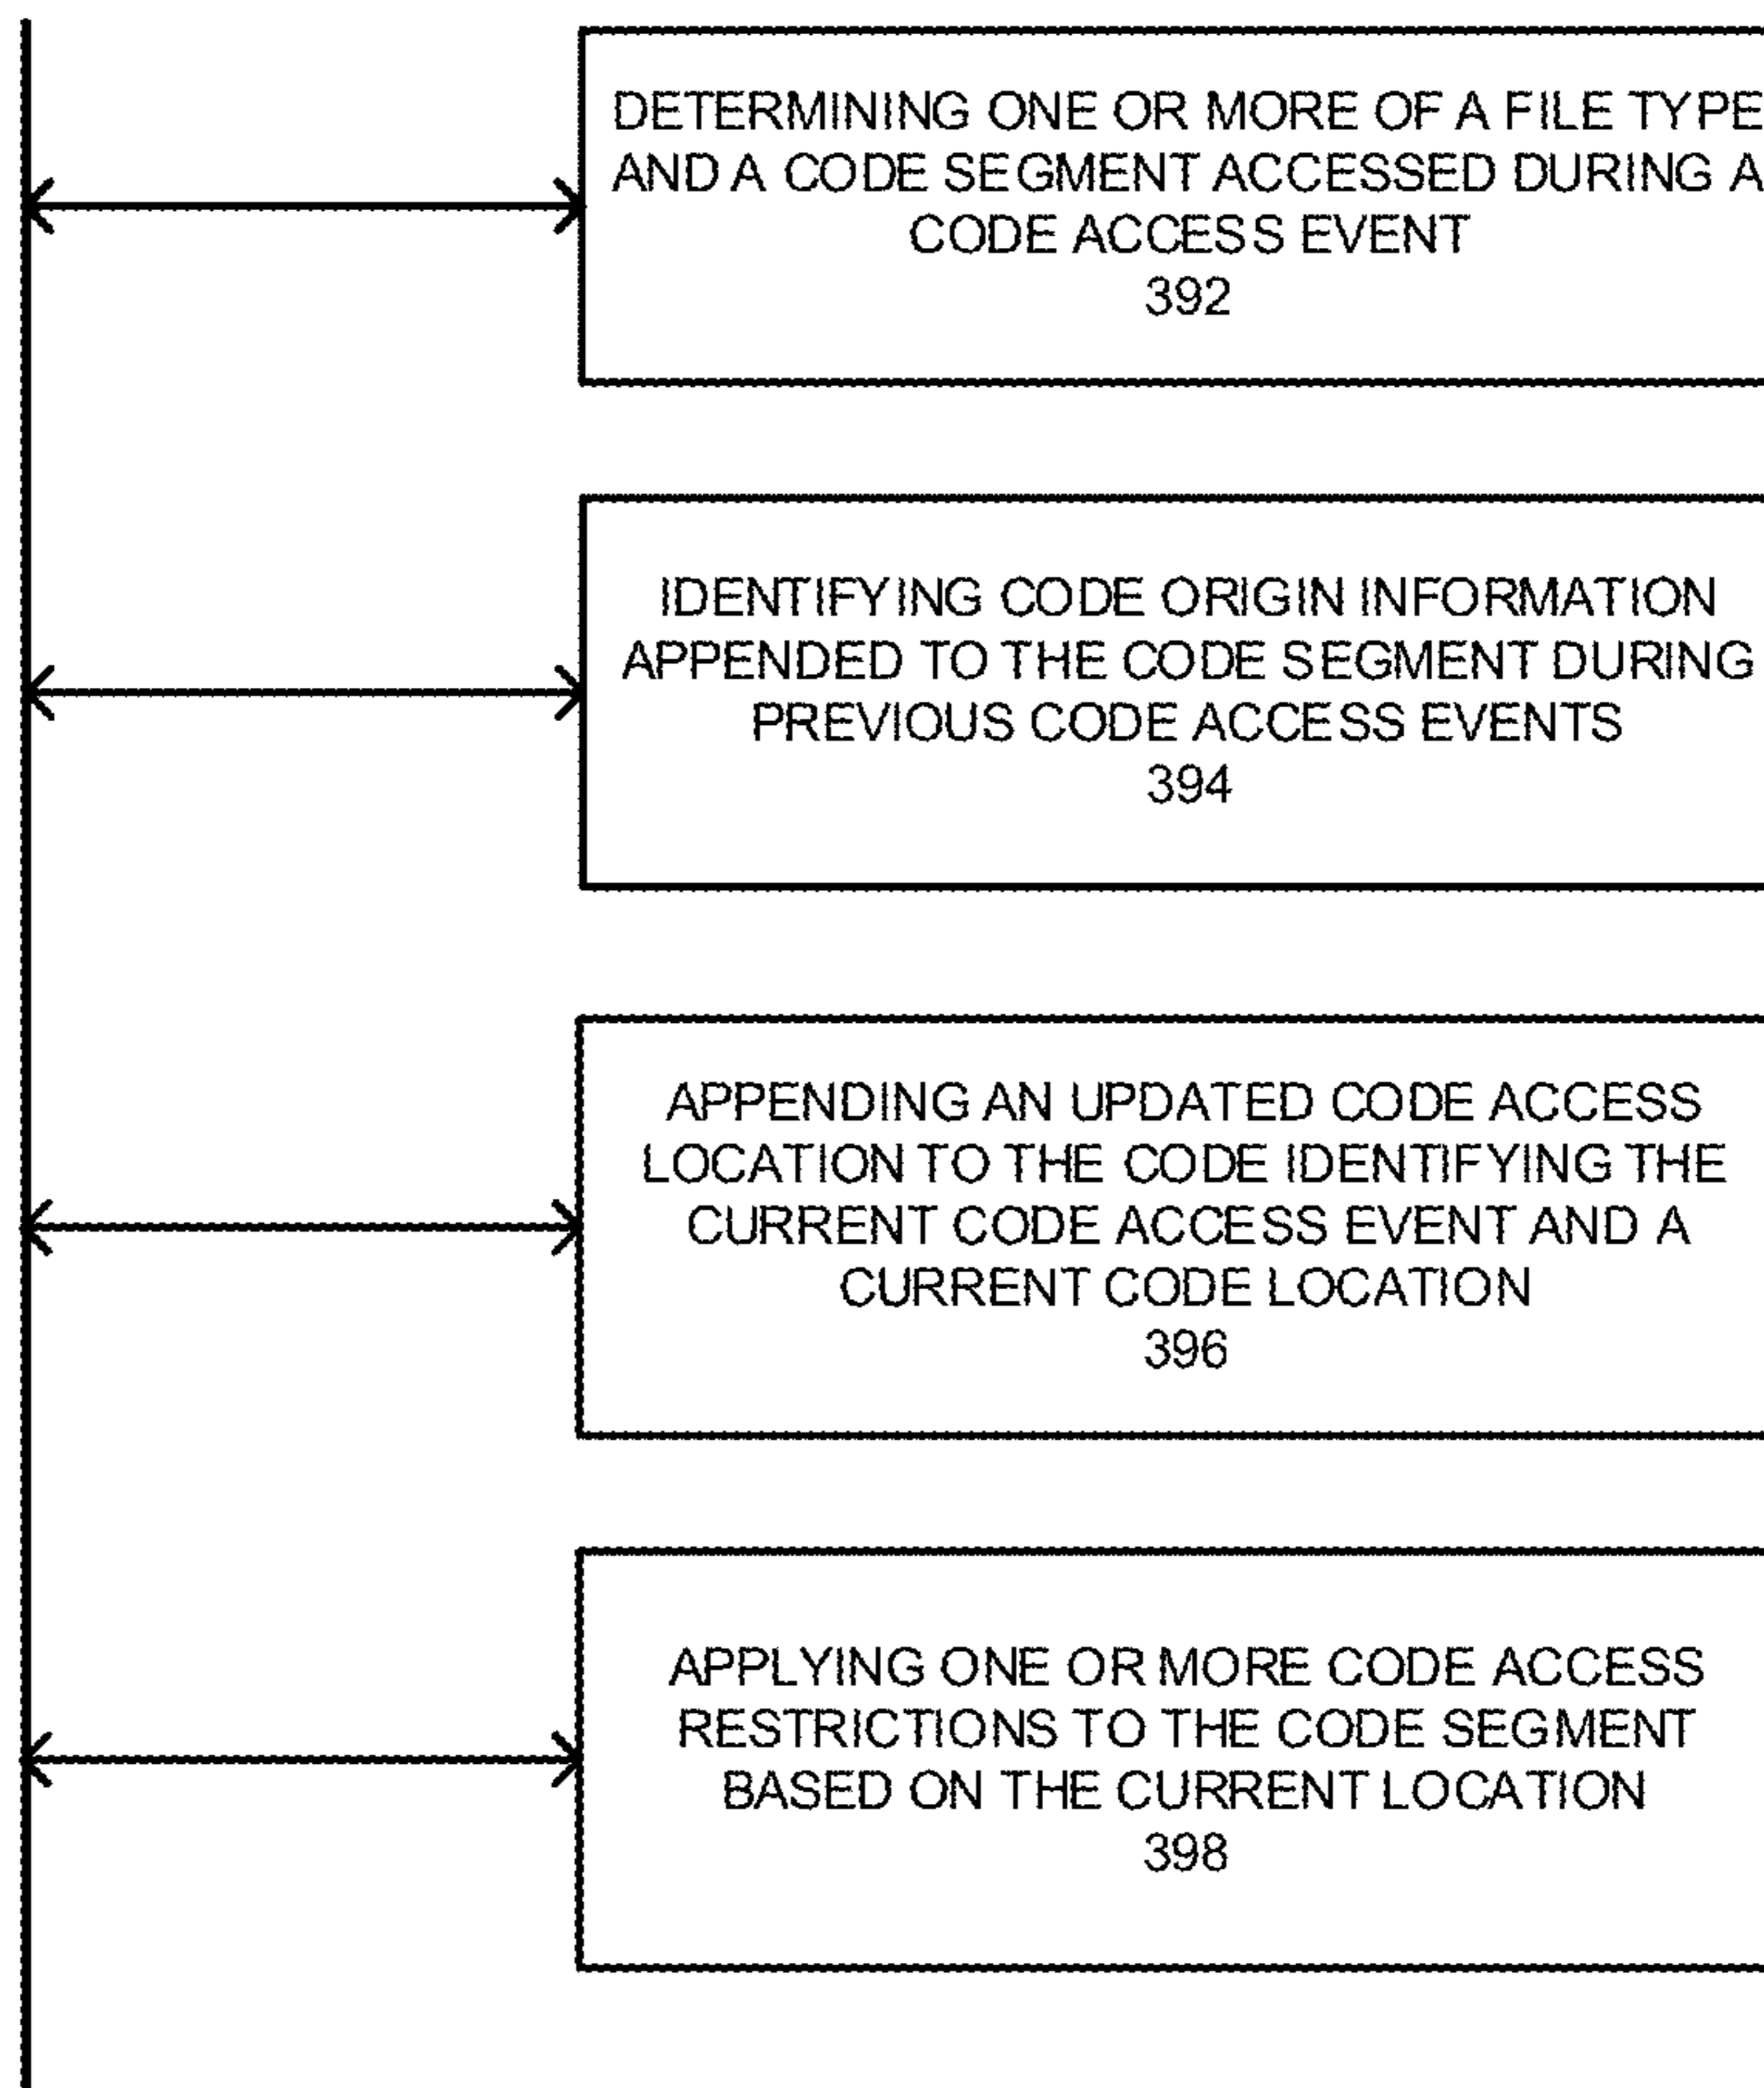 DETERMINING ONE OR MORE OF A FILE TYPE
AND A CODE SEGMENT ACCESSED DURING A
CODE ACCESS EVENT
392
IDENTIFYING CODE ORIGIN INFORMATION
APPENDED TO THE CODE SEGMENT DURING
PREVIOUS CODE ACCESS EVENTS
394
APPENDING AN UPDATED CODE ACCESS
LOCATION TO THE CODE IDENTIFYING THE
CURRENT CODE ACCESS EVENT AND A
CURRENT CODE LOCATION
396
APPLYING ONE OR MORE CODE ACCESS
RESTRICTIONS TO THE CODE SEGMENT
BASED ON THE CURRENT LOCATION
398